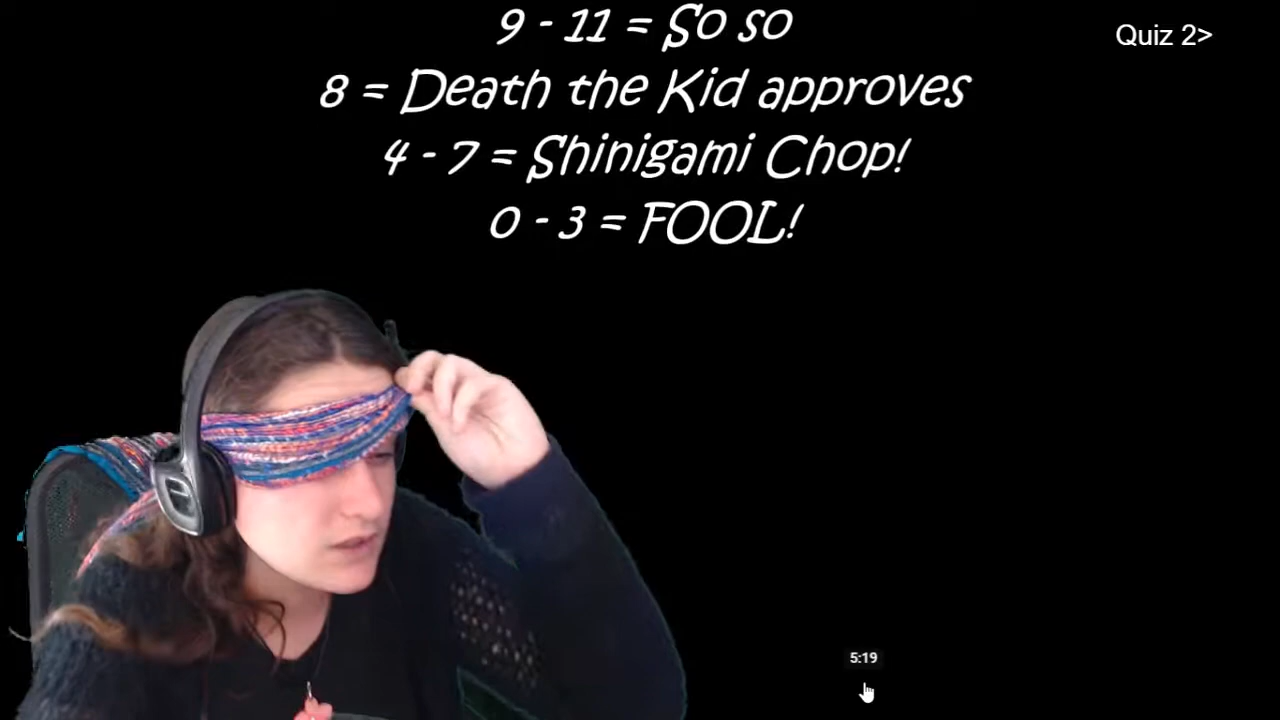 9 - 11 = So so
Quiz 2>
8 = Death the Kid approves
4 - 7 = Shinigami Chop!
0 - 3 = FOOL!
5:19